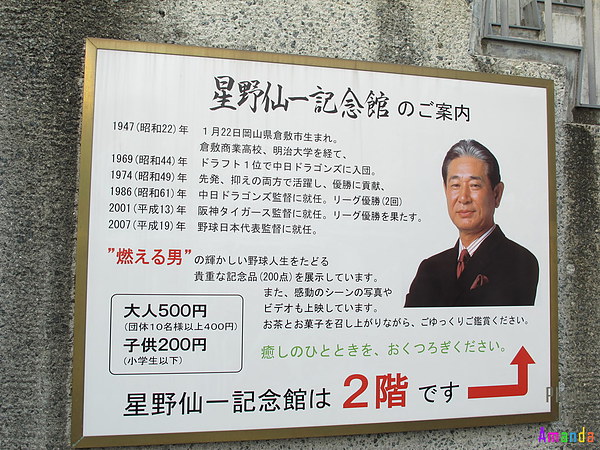 星野仙一記念館 のご案内
1947(昭和22)年 1月22日岡山県倉敷市生まれ。
倉敷商業高校、明治大学を経て、
1969(昭和44)年 ドラフト1位で中日ドラゴンズに入団。
1974(昭和49)年 先発、抑えの両方で活躍し、優勝に貢献、
1986(昭和61)年 中日ドラゴンズ監督に就任。リーグ優勝(2回)
2001(平成13)年 阪神タイガース監督に就任。リーグ優勝を果たす。
2007(平成19)年 野球日本代表監督に就任。
”燃える男” の輝かしい野球人生をたどる
貴重な記念品(200点)を展示しています。
また、感動のシーンの写真や
ビデオも上映しています。
お茶とお菓子を召し上がりながら、ごゆっくりご鑑賞ください。
癒しのひとときを、おくつろぎください。
大人500円
(団体10名様以上400円)
子供200円
(小学生以下)
星野仙一記念館は 2階 です
Amanda